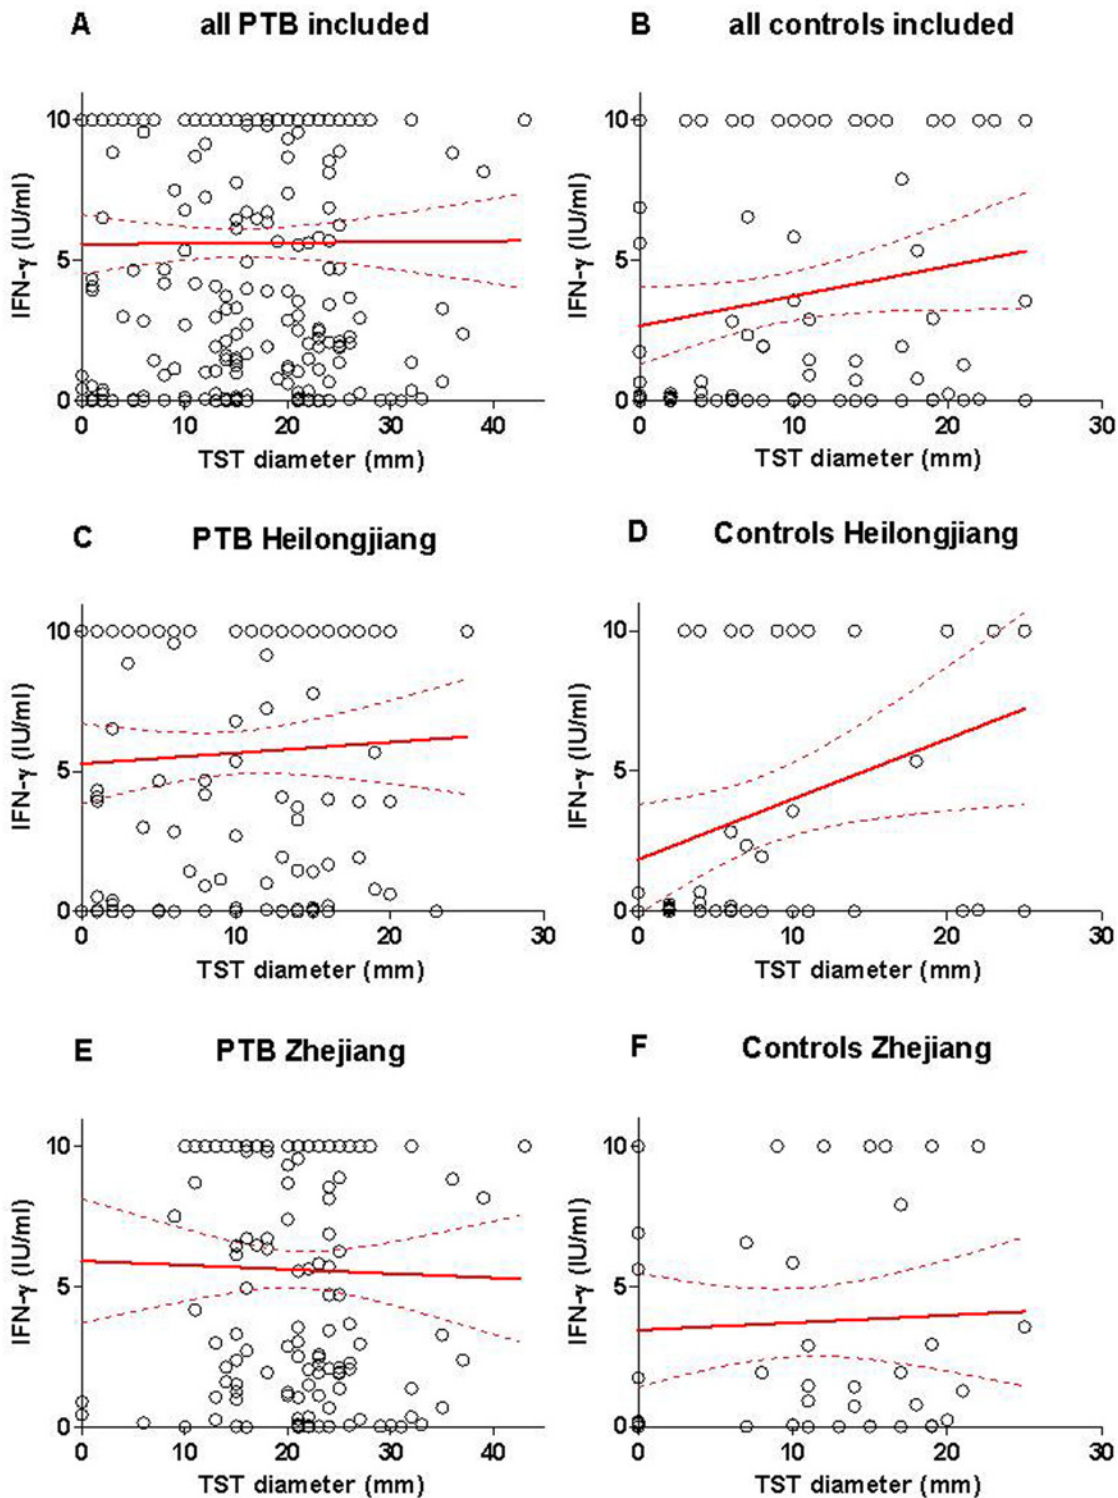 A all PTB included
B all controls included
10
5
0
IFN-γ (IU/ml)
0 10 20 30 40
TST diameter (mm)
10
5
0
IFN-γ (IU/ml)
0 10 20 30
TST diameter (mm)
C PTB Heilongjiang
D Controls Heilongjiang
10
5
0
IFN-γ (IU/ml)
0 10 20 30
TST diameter (mm)
10
5
0
IFN-γ (IU/ml)
0 10 20 30
TST diameter (mm)
E PTB Zhejiang
F Controls Zhejiang
10
5
0
IFN-γ (IU/ml)
0 10 20 30 40
TST diameter (mm)
10
5
0
IFN-γ (IU/ml)
0 10 20 30
TST diameter (mm)